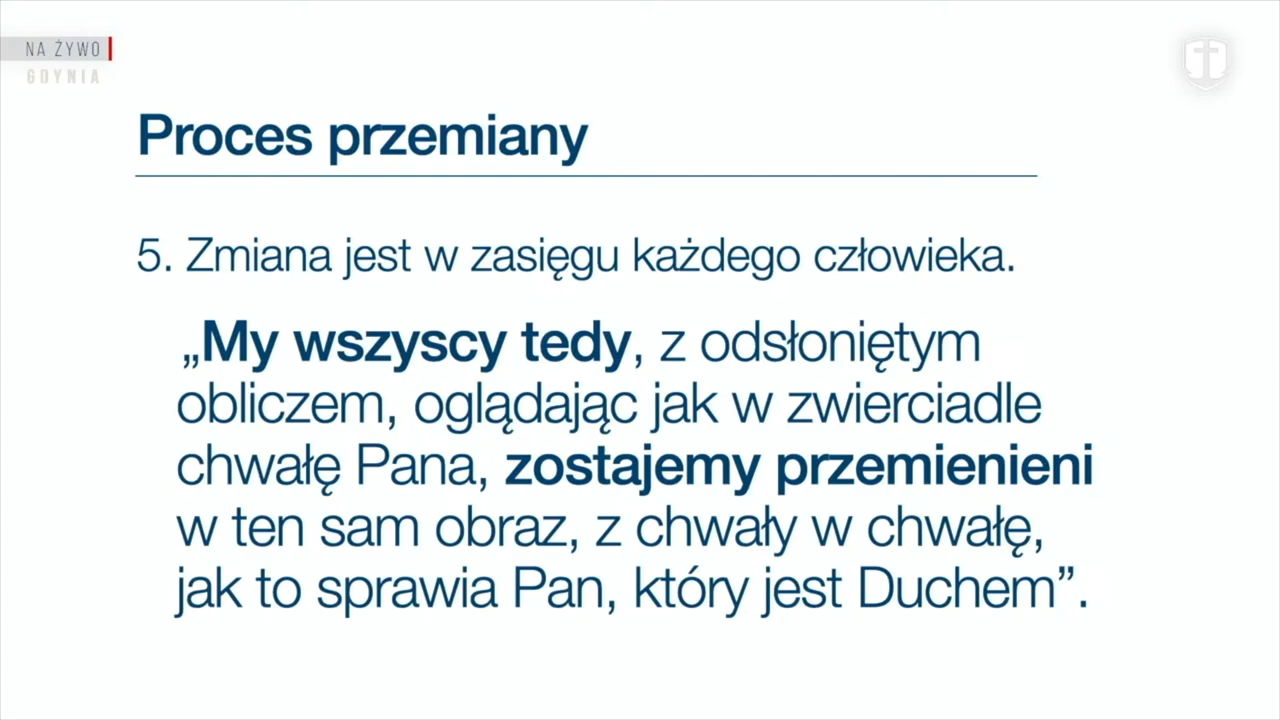 NA ŻYWO
GDYNIA
Proces przemiany
5. Zmiana jest w zasięgu każdego człowieka.
„My wszyscy tedy, z odsłoniętym
obliczem, oglądając jak w zwierciadle
chwałę Pana, zostajemy przemienieni
w ten sam obraz, z chwały w chwałę,
jak to sprawia Pan, który jest Duchem”.